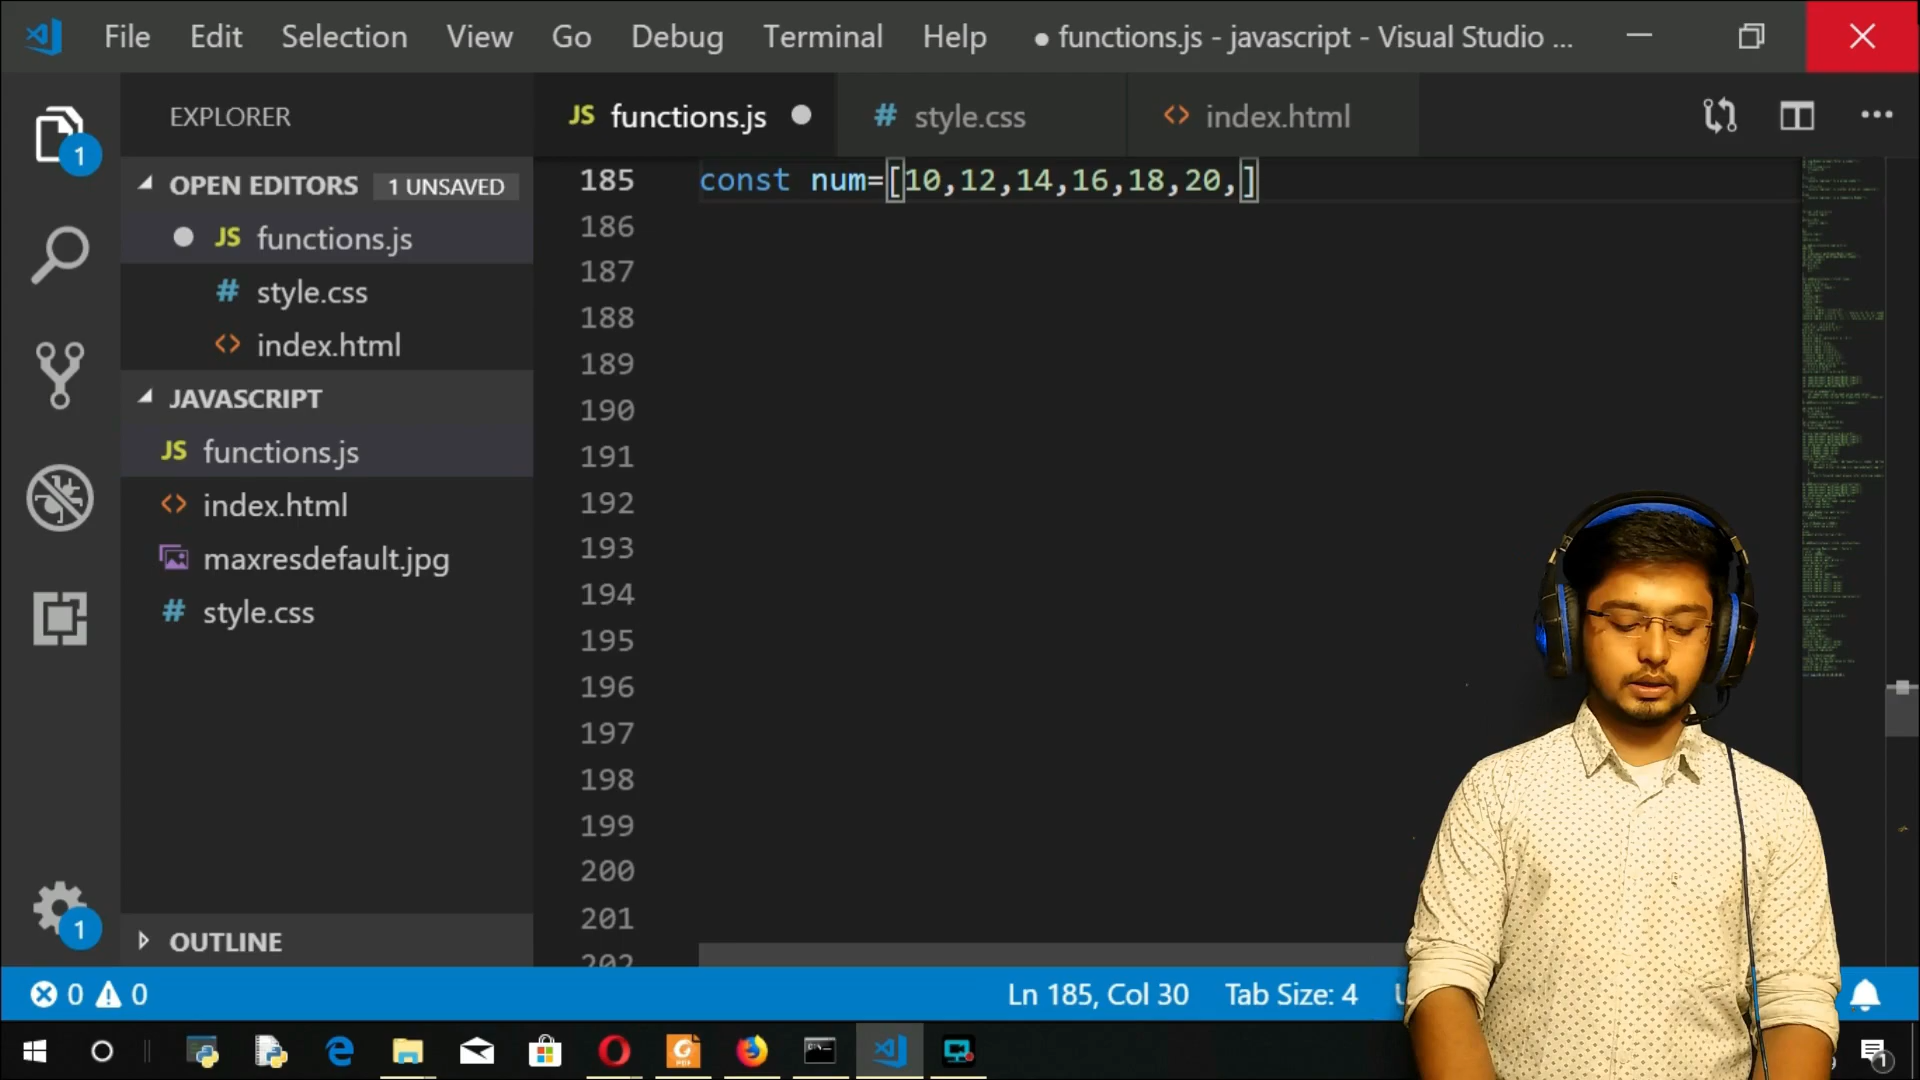 File Edit Selection View Go Debug Terminal Help ● functions.js - javascript - Visual Studio ...
EXPLORER
JS functions.js
# style.css
<> index.html
1
OPEN EDITORS 1 UNSAVED
JS functions.js
# style.css
<> index.html
JAVASCRIPT
JS functions.js
<> index.html
maxresdefault.jpg
# style.css
1
OUTLINE
185 const num=[10,12,14,16,18,20,]
186
187
188
189
190
191
192
193
194
195
196
197
198
199
200
201
202
0 0 Ln 185, Col 30 Tab Size: 4
1